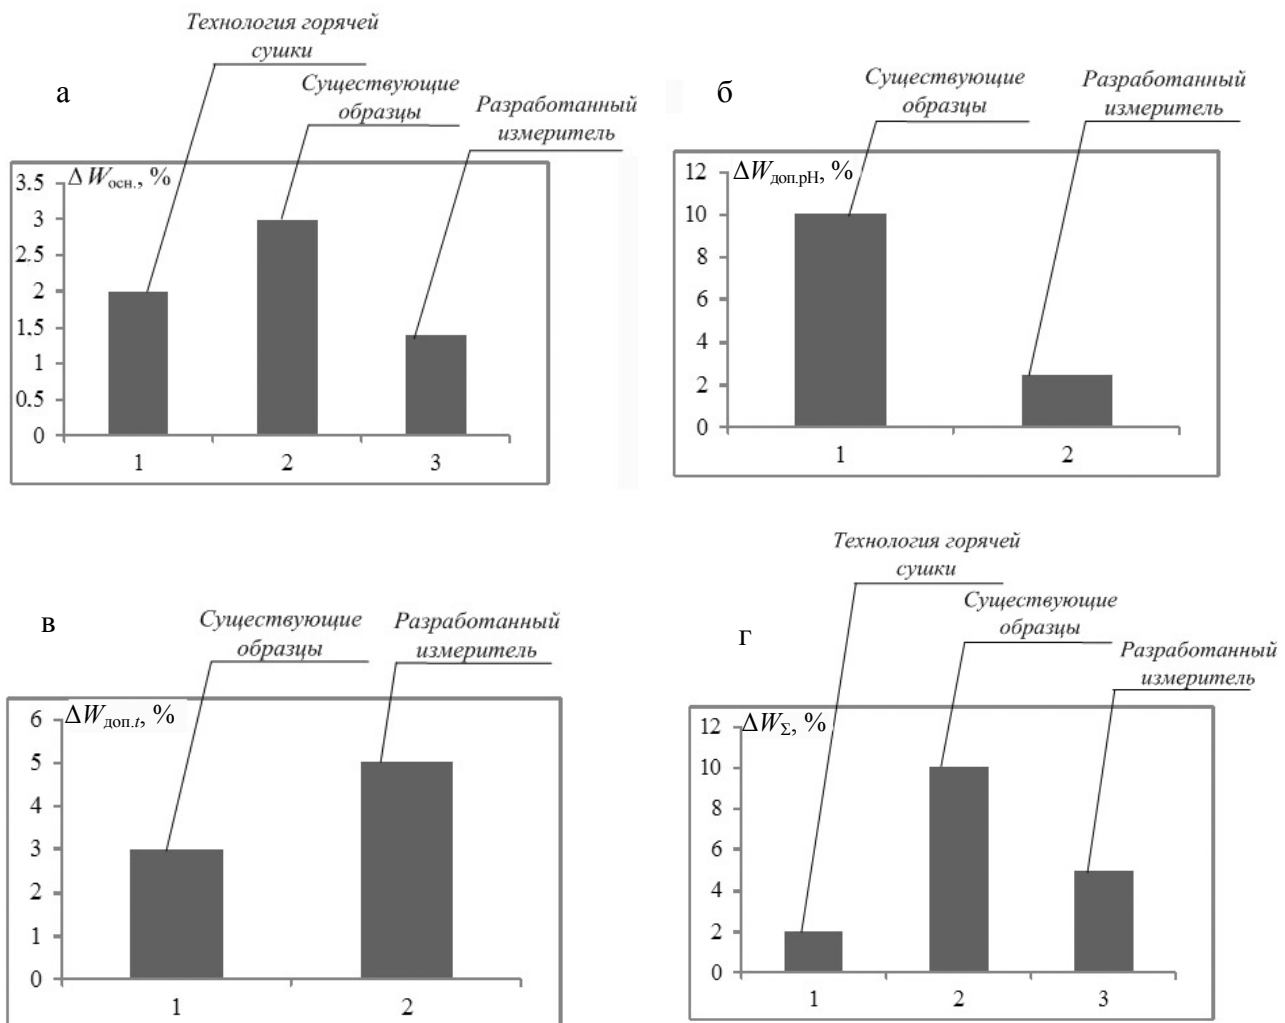 Технология горячей
сушки
Существующие
образцы
Разработанный
измеритель
а
ΔWосн., %
3.5
3
2.5
2
1.5
1
0.5
0
1
2
3
Существующие
образцы
Разработанный
измеритель
б
ΔWдоп.рН, %
12
10
8
6
4
2
0
1
2
Существующие
образцы
Разработанный
измеритель
в
ΔWдоп.t, %
6
5
4
3
2
1
0
1
2
Технология горячей
сушки
Существующие
образцы
Разработанный
измеритель
г
ΔWΣ, %
12
10
8
6
4
2
0
1
2
3